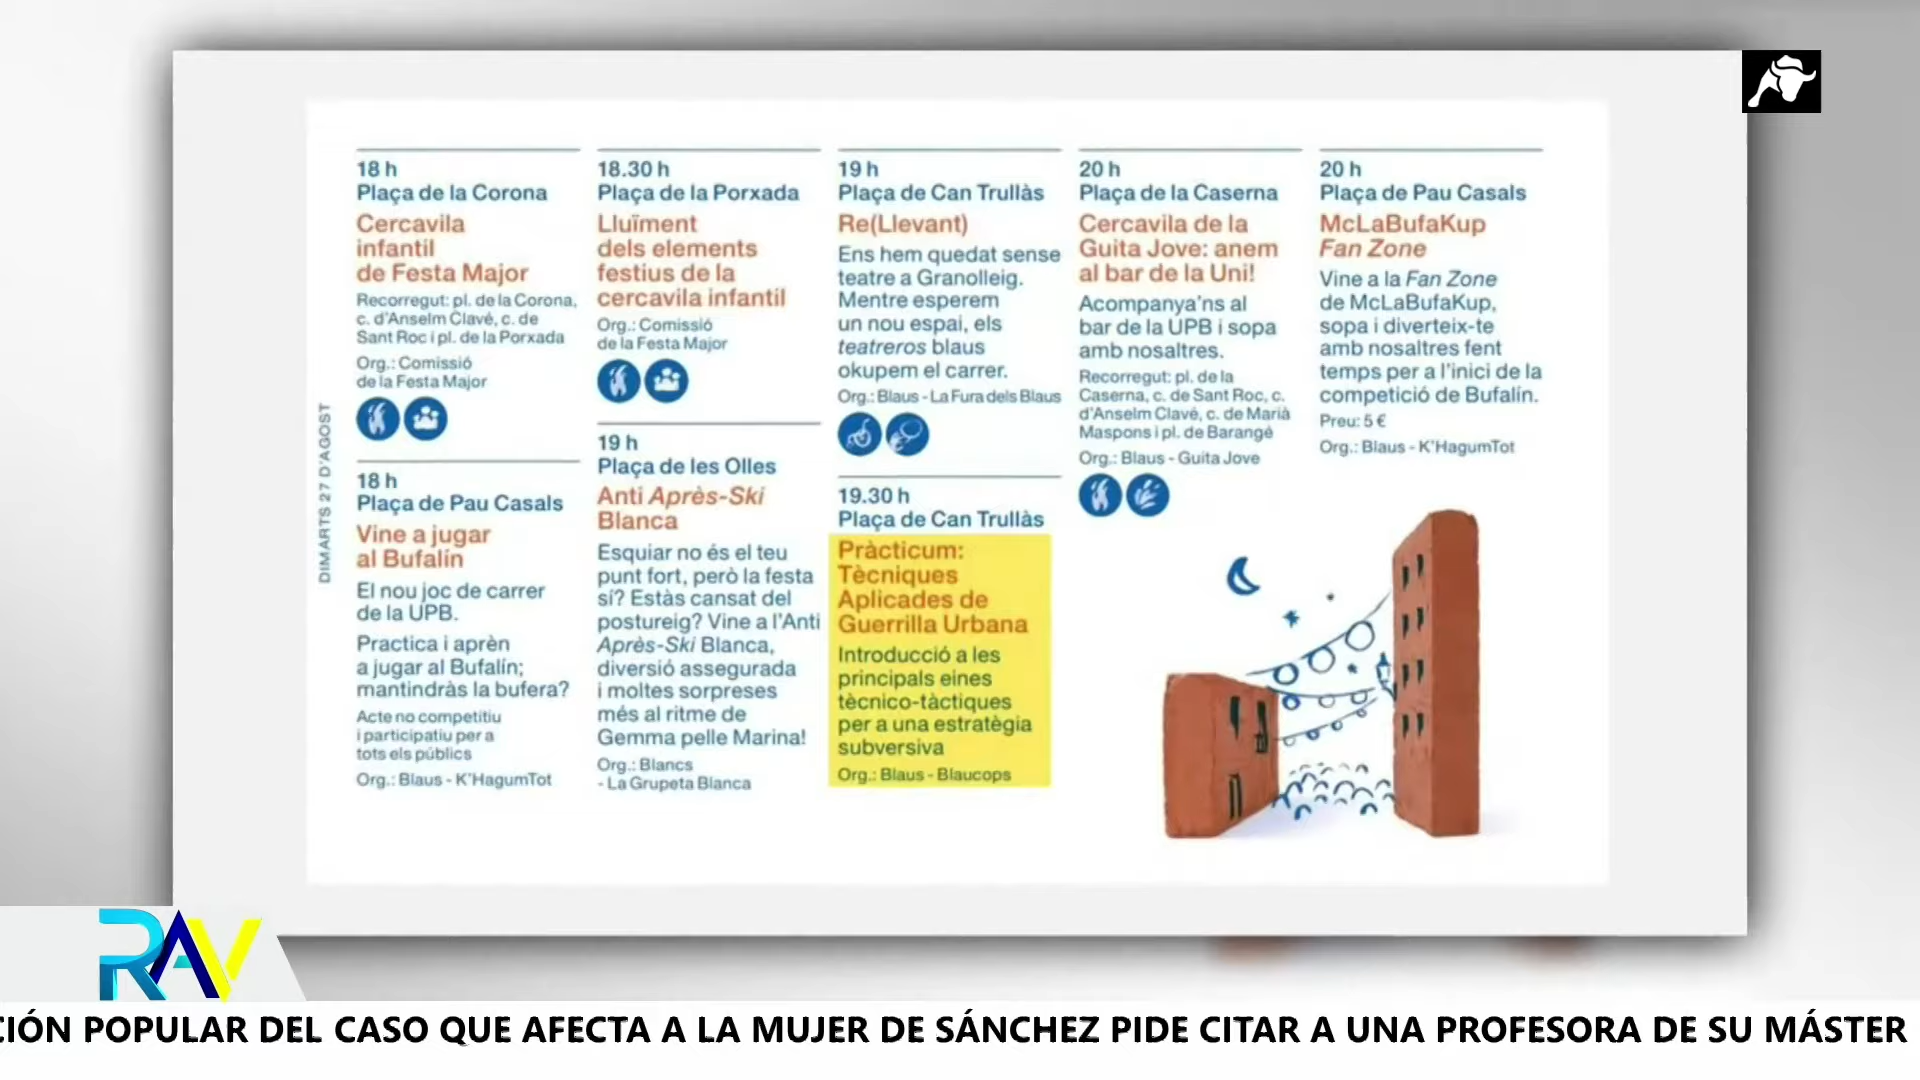 DIMARTS 27 D'AGOST
18 h
Plaça de la Corona
Cercavila
infantil
de Festa Major
Recorregut: pl. de la Corona,
c. d'Anselm Clavé, c. de
Sant Roc i pl. de la Porxada
Org.: Comissió
de la Festa Major
18 h
Plaça de Pau Casals
Vine a jugar
al Bufalín
El nou joc de carrer
de la UPB.
Practica i aprèn
a jugar al Bufalín;
mantindràs la bufera?
Acte no competitiu
i participatiu per a
tots els públics
Org.: Blaus - K'HagumTot
18.30 h
Plaça de la Porxada
Lluïment
dels elements
festius de la
cercavila infantil
Org.: Comissió
de la Festa Major
19 h
Plaça de les Olles
Anti Après-Ski
Blanca
Esquiar no és el teu
punt fort, però la festa
sí? Estàs cansat del
postureig? Vine a l'Anti
Après-Ski Blanca,
diversió assegurada
i moltes sorpreses
més al ritme de
Gemma pelle Marina!
Org.: Blancs
- La Grupeta Blanca
19 h
Plaça de Can Trullàs
Re(Llevant)
Ens hem quedat sense
teatre a Granolleig.
Mentre esperem
un nou espai, els
teatreros blaus
okupem el carrer.
Org.: Blaus - La Fura dels Blaus
19.30 h
Plaça de Can Trullàs
Pràcticum:
Tècniques
Aplicades de
Guerrilla Urbana
Introducció a les
principals eines
tècnico-tàctiques
per a una estratègia
subversiva
Org.: Blaus - Blaucops
20 h
Plaça de la Caserna
Cercavila de la
Guita Jove: anem
al bar de la Uni!
Acompanya'ns al
bar de la UPB i sopa
amb nosaltres.
Recorregut: pl. de la
Caserna, c. de Sant Roc, c.
d'Anselm Clavé, c. de Marià
Maspons i pl. de Barangé
Org.: Blaus - Guita Jove
20 h
Plaça de Pau Casals
McLaBufaKup
Fan Zone
Vine a la Fan Zone
de McLaBufaKup,
sopa i diverteix-te
amb nosaltres fent
temps per a l'inici de la
competició de Bufalín.
Preu: 5 €
Org.: Blaus - K'HagumTot
RAV
CIÓN POPULAR DEL CASO QUE AFECTA A LA MUJER DE SÁNCHEZ PIDE CITAR A UNA PROFESORA DE SU MÁSTER